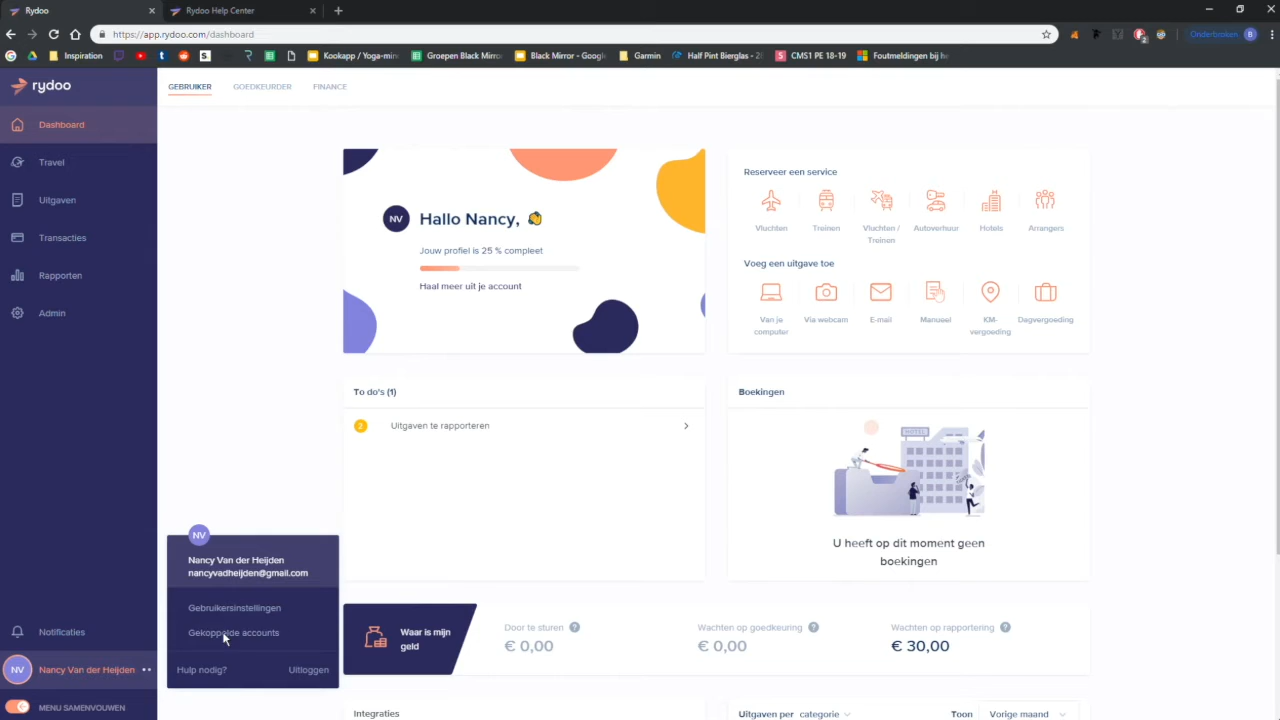 Rydoo
Rydoo Help Center
https://app.rydoo.com/dashboard
Onderbroken B
Inspiration
Kookapp / Yoga-min
Groepen Black Mirror
Black Mirror - Google
Garmin
Half Pint Bierglas - 28
CMS1 PE 18-19
Foutmeldingen bij he
rydoo
GEBRUIKER GOEDKEURDER FINANCE
Dashboard
Travel
Uitgaven
Transacties
Rapporten
Admin
Notificaties
NV Nancy Van der Heijden
MENU SAMENVOUWEN
NV
Hallo Nancy,
Jouw profiel is 25 % compleet
Haal meer uit je account
Reserveer een service
Vluchten
Treinen
Vluchten /
Treinen
Autoverhuur
Hotels
Arrangers
Voeg een uitgave toe
Van je
computer
Via webcam
E-mail
Manueel
KM-
vergoeding
Dagvergoeding
To do's (1)
2 Uitgaven te rapporteren
Boekingen
HOTEL
U heeft op dit moment geen
boekingen
NV
Nancy Van der Heijden
nancyvadheijden@gmail.com
Gebruikersinstellingen
Gekoppelde accounts
Hulp nodig? Uitloggen
Waar is mijn
geld
Door te sturen ?
€ 0,00
Wachten op goedkeuring ?
€ 0,00
Wachten op rapportering ?
€ 30,00
Integraties
Uitgaven per categorie
Toon Vorige maand